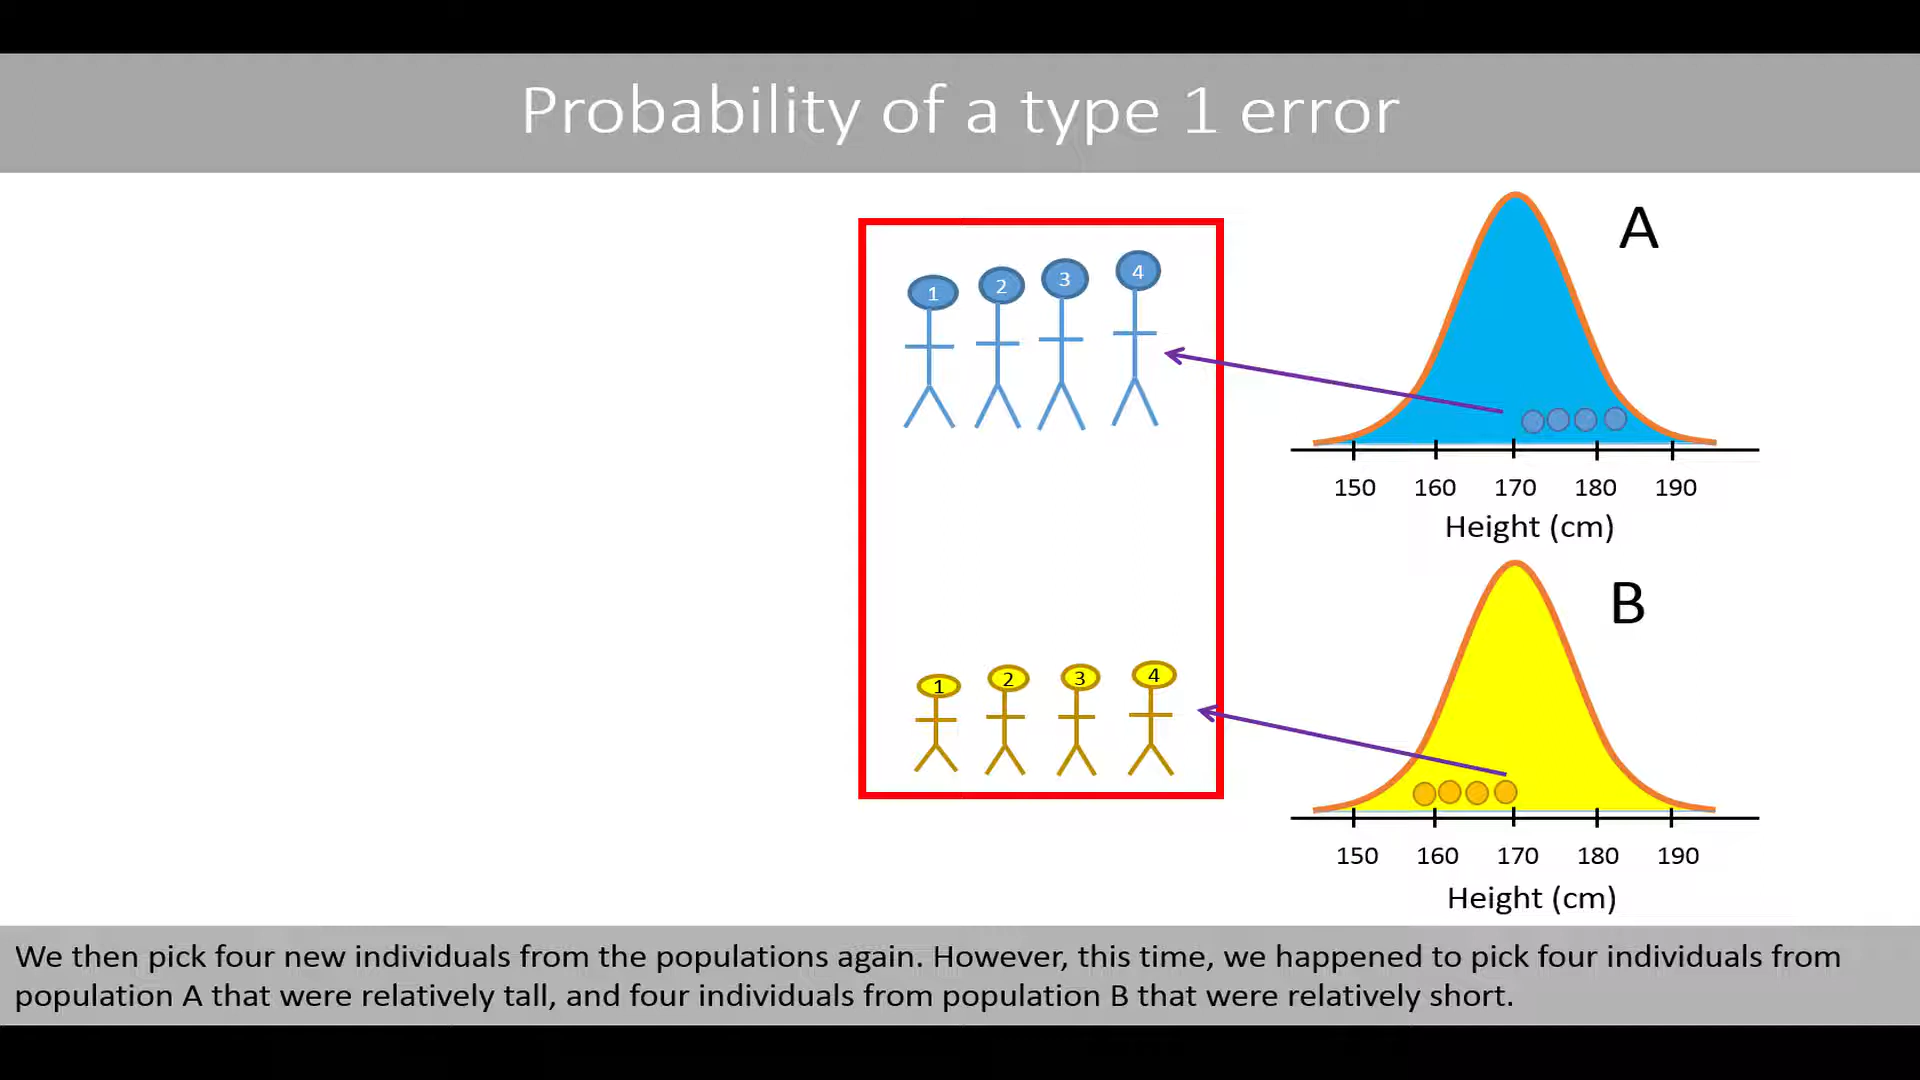 Probability of a type 1 error
A
1 2 3 4
150 160 170 180 190
Height (cm)
B
1 2 3 4
150 160 170 180 190
Height (cm)
We then pick four new individuals from the populations again. However, this time, we happened to pick four individuals from
population A that were relatively tall, and four individuals from population B that were relatively short.